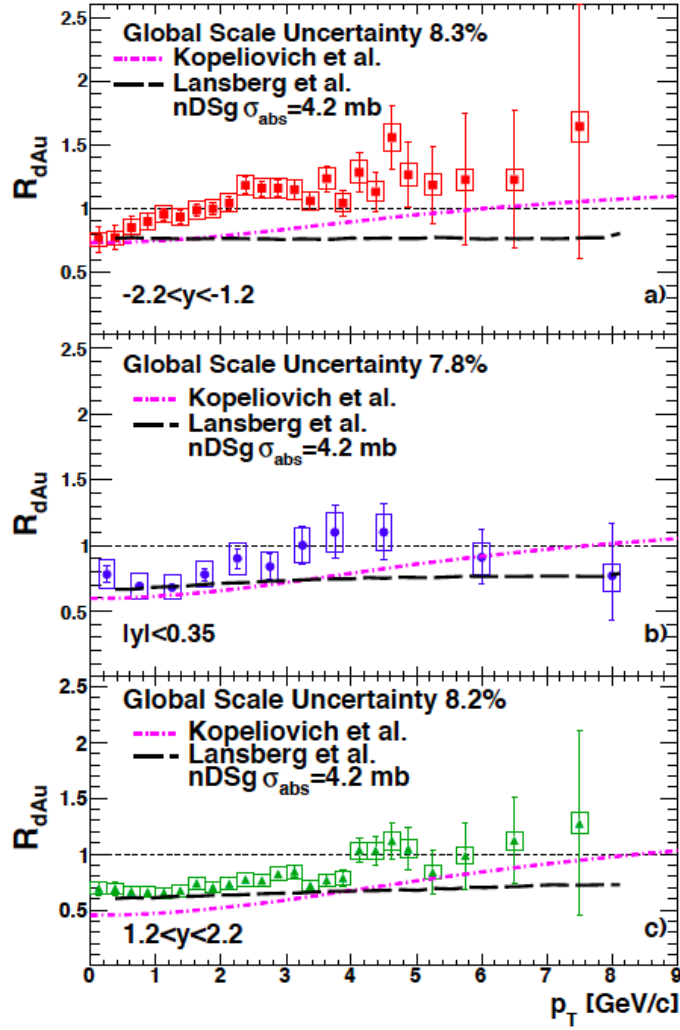 2.5
Global Scale Uncertainty 8.3%
Kopeliovich et al.
2
Lansberg et al.
nDSg σabs=4.2 mb
1.5
RdAu
1
0.5
-2.2<y<-1.2
a)
2.5
Global Scale Uncertainty 7.8%
Kopeliovich et al.
2
Lansberg et al.
nDSg σabs=4.2 mb
1.5
RdAu
1
0.5
|y|<0.35
b)
2.5
Global Scale Uncertainty 8.2%
Kopeliovich et al.
2
Lansberg et al.
nDSg σabs=4.2 mb
1.5
RdAu
1
0.5
1.2<y<2.2
c)
0 1 2 3 4 5 6 7 8 9
pT [GeV/c]